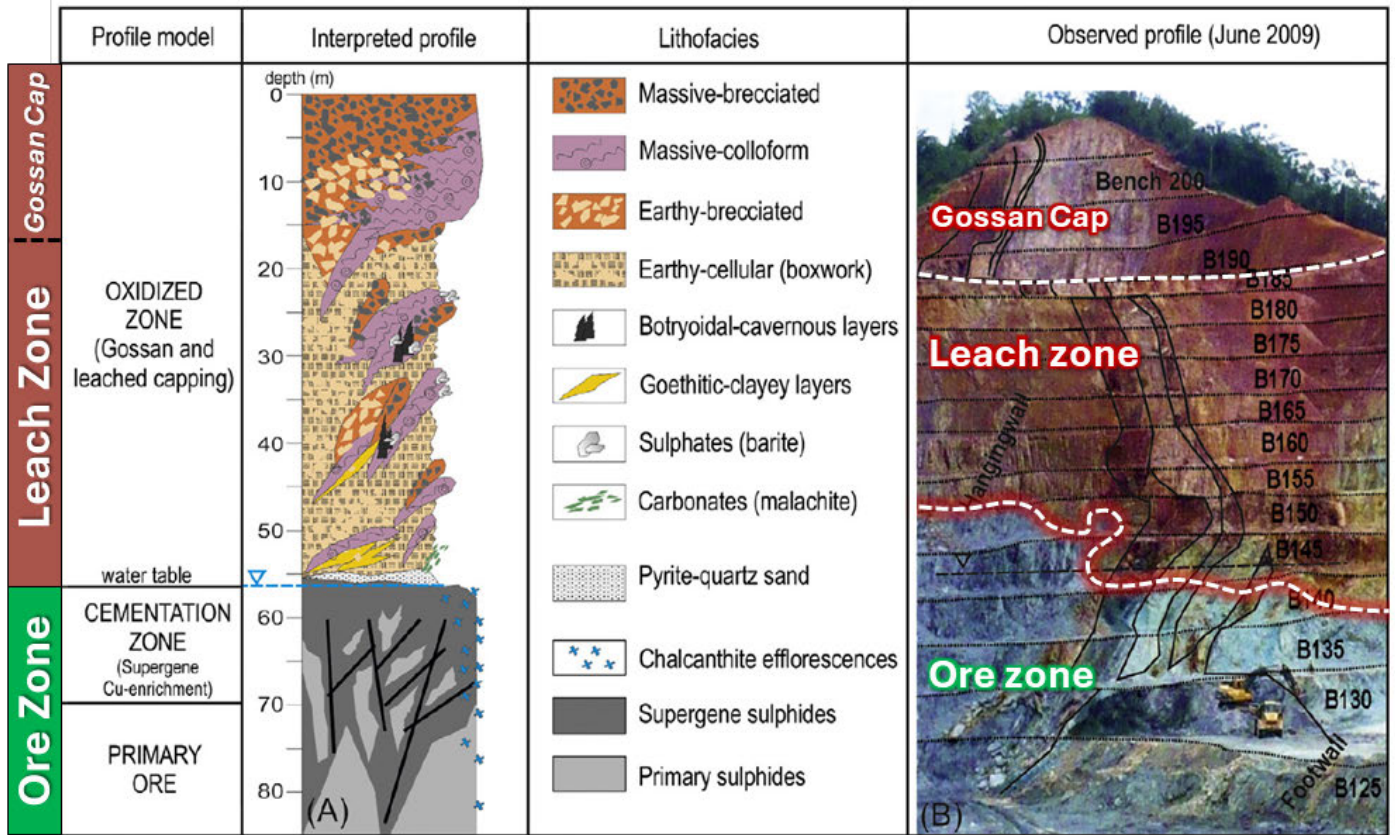 Profile model
Interpreted profile
Lithofacies
Observed profile (June 2009)
Gossan Cap
Leach Zone
Ore Zone
OXIDIZED
ZONE
(Gossan and
leached capping)
water table
CEMENTATION
ZONE
(Supergene
Cu-enrichment)
PRIMARY
ORE
depth (m)
0
10
20
30
40
50
60
70
80
(A)
Massive-brecciated
Massive-colloform
Earthy-brecciated
Earthy-cellular (boxwork)
Botryoidal-cavernous layers
Goethitic-clayey layers
Sulphates (barite)
Carbonates (malachite)
Pyrite-quartz sand
Chalcanthite efflorescences
Supergene sulphides
Primary sulphides
Bench 200
Gossan Cap
B195
B190
B185
B180
Leach zone
B175
B170
B165
B160
Hangingwall
B155
B150
B145
B140
B135
Ore zone
B130
Footwall
B125
(B)